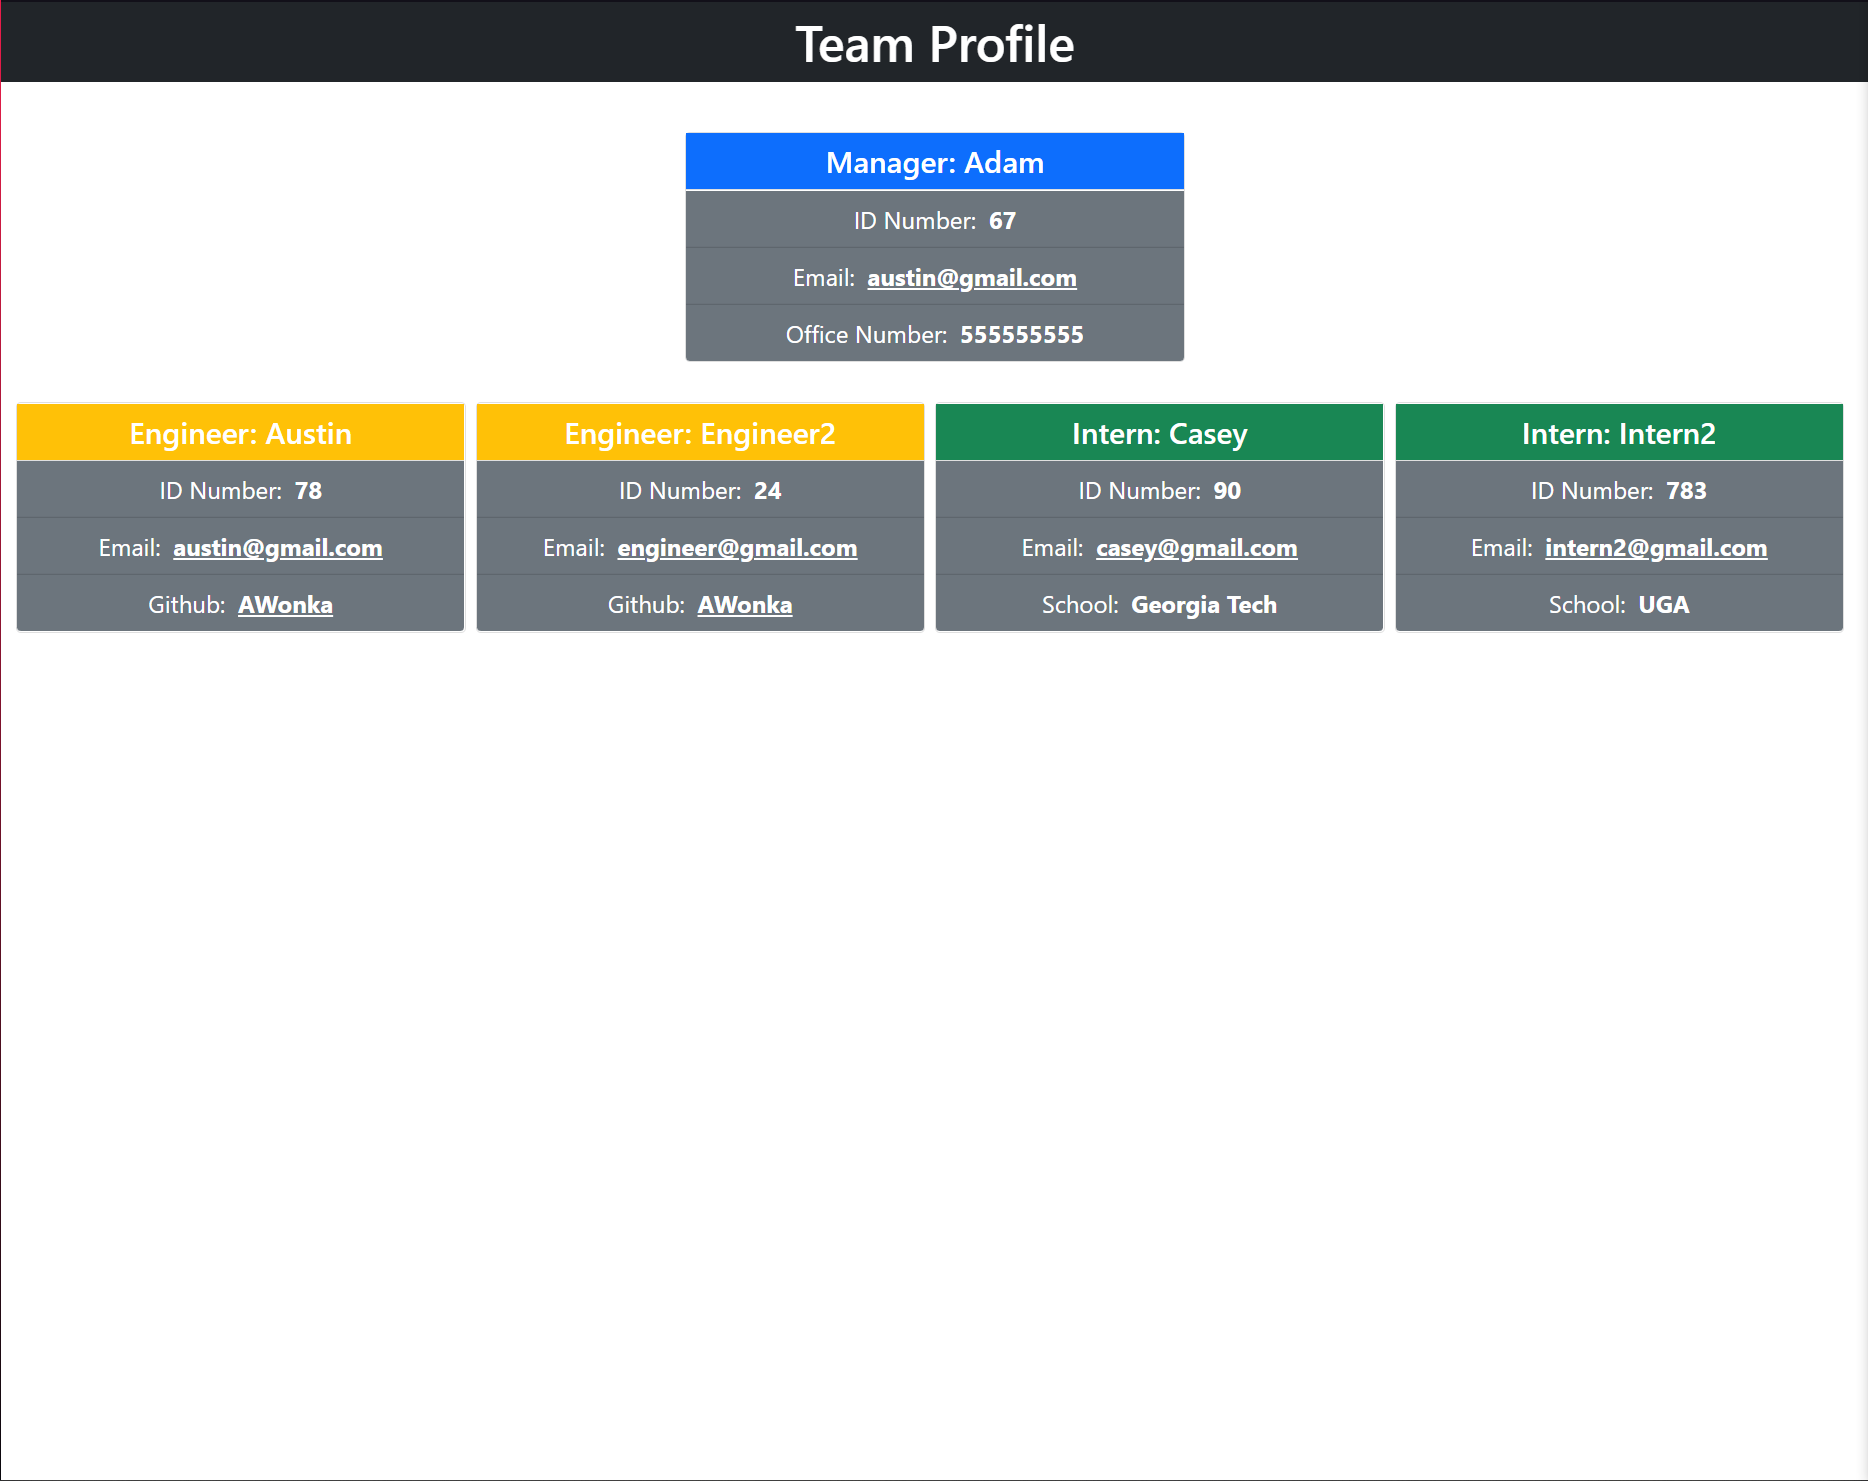 Team Profile
Manager: Adam
ID Number: 67
Email: austin@gmail.com
Office Number: 555555555
Engineer: Austin
ID Number: 78
Email: austin@gmail.com
Github: AWonka
Engineer: Engineer2
ID Number: 24
Email: engineer@gmail.com
Github: AWonka
Intern: Casey
ID Number: 90
Email: casey@gmail.com
School: Georgia Tech
Intern: Intern2
ID Number: 783
Email: intern2@gmail.com
School: UGA